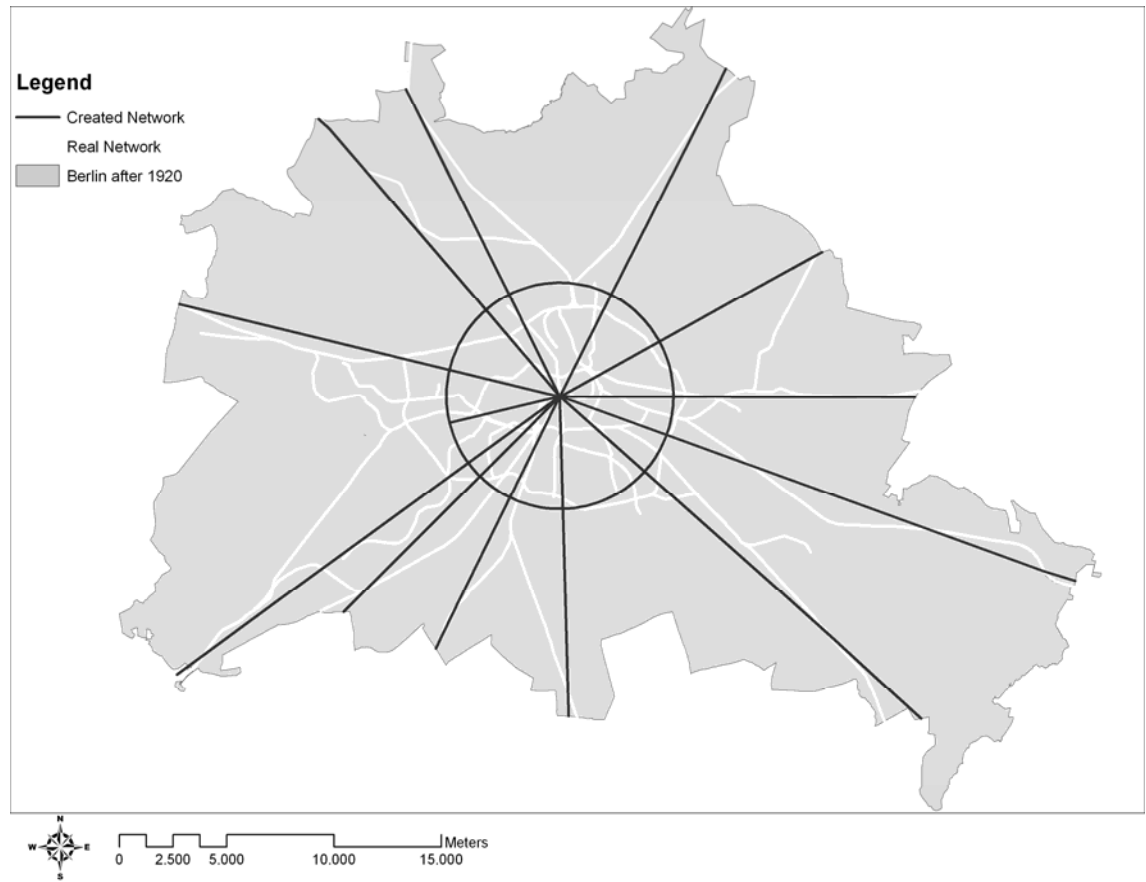 Legend
Created Network
Real Network
Berlin after 1920
N
W E
S
Meters
0 2.500 5.000 10.000 15.000